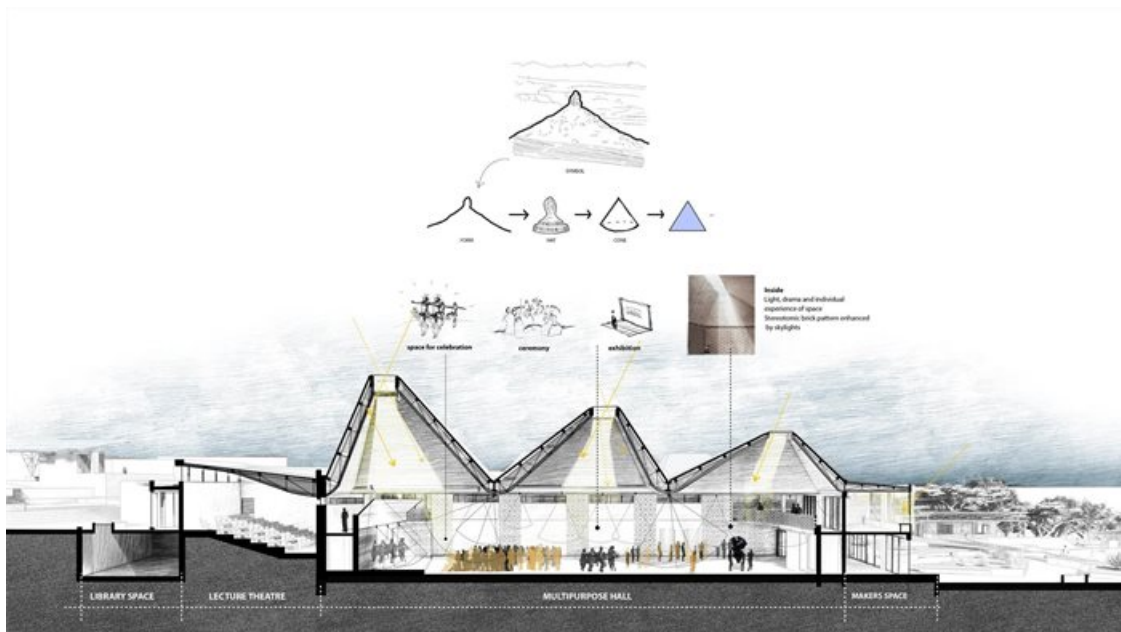 SYMBOL
FORM
HAT
CONE
space for celebration
ceremony
exhibition
Inside
Light, drama and individual
experience of space
Stereotomic brick pattern enhanced
by skylights
LIBRARY SPACE
LECTURE THEATRE
MULTIPURPOSE HALL
MAKERS SPACE